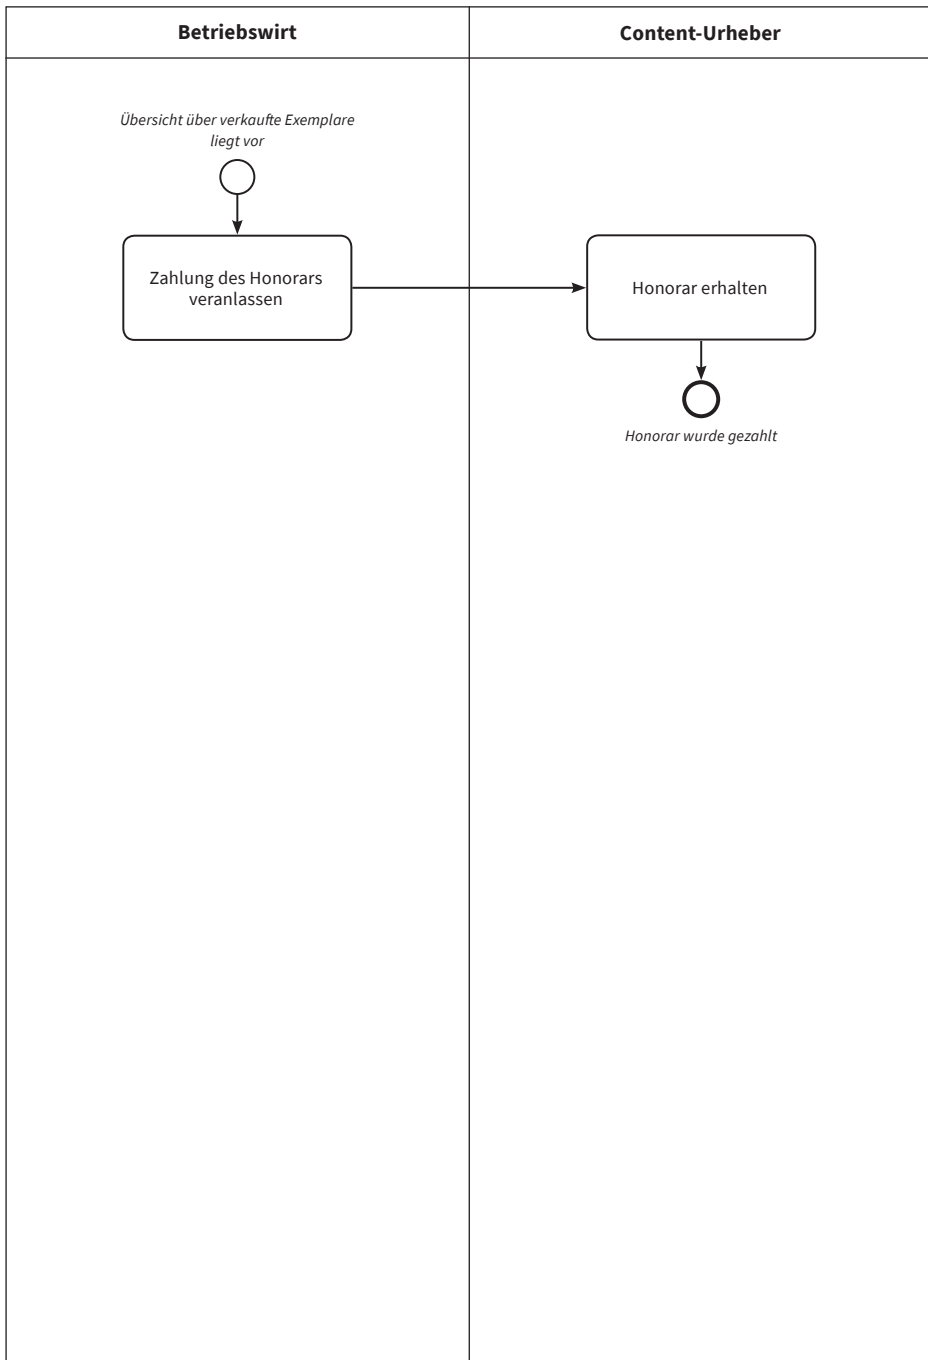 Betriebswirt
Content-Urheber
Übersicht über verkaufte Exemplare
liegt vor
Zahlung des Honorars
veranlassen
Honorar erhalten
Honorar wurde gezahlt